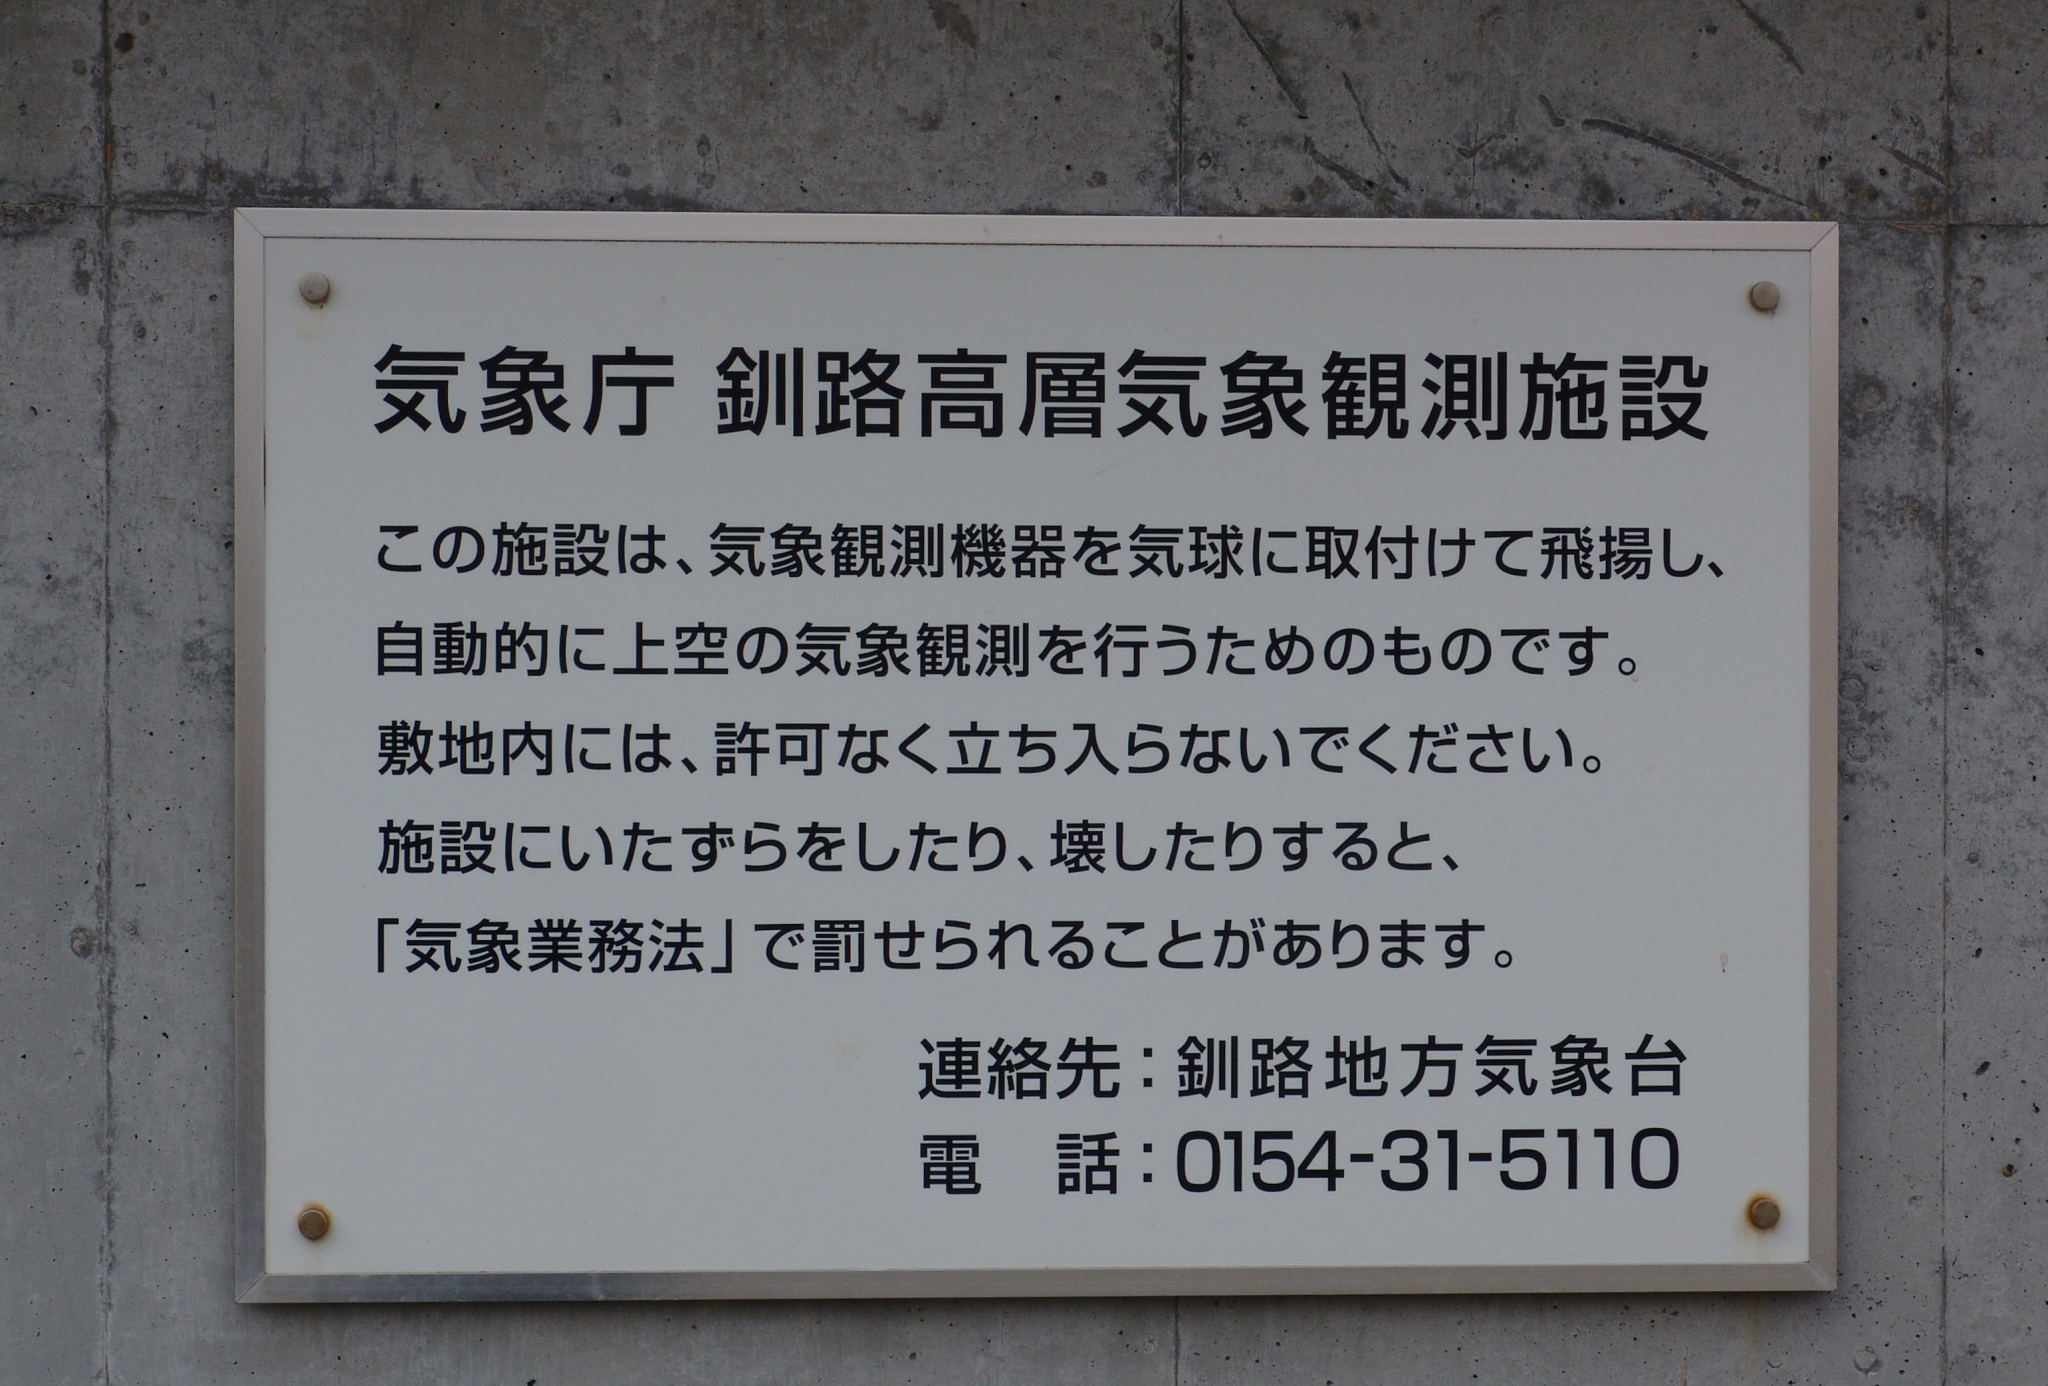 気象庁 釧路高層気象観測施設
この施設は、気象観測機器を気球に取付けて飛揚し、
自動的に上空の気象観測を行うためのものです。
敷地内には、許可なく立ち入らないでください。
施設にいたずらをしたり、壊したりすると、
「気象業務法」で罰せられることがあります。
連絡先：釧路地方気象台
電　話：0154-31-5110